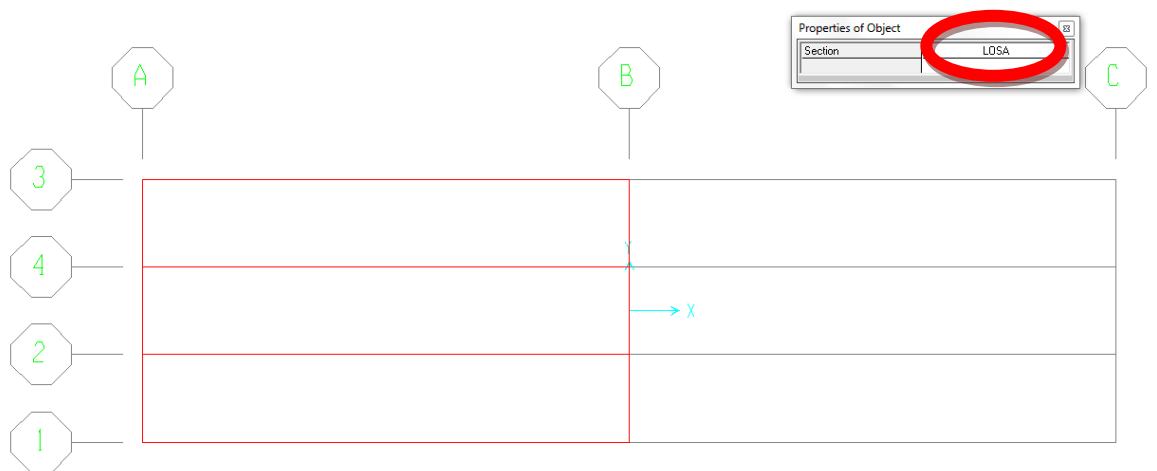 Properties of Object
Section LOSA
A B C
3
4
Y
X
2
1